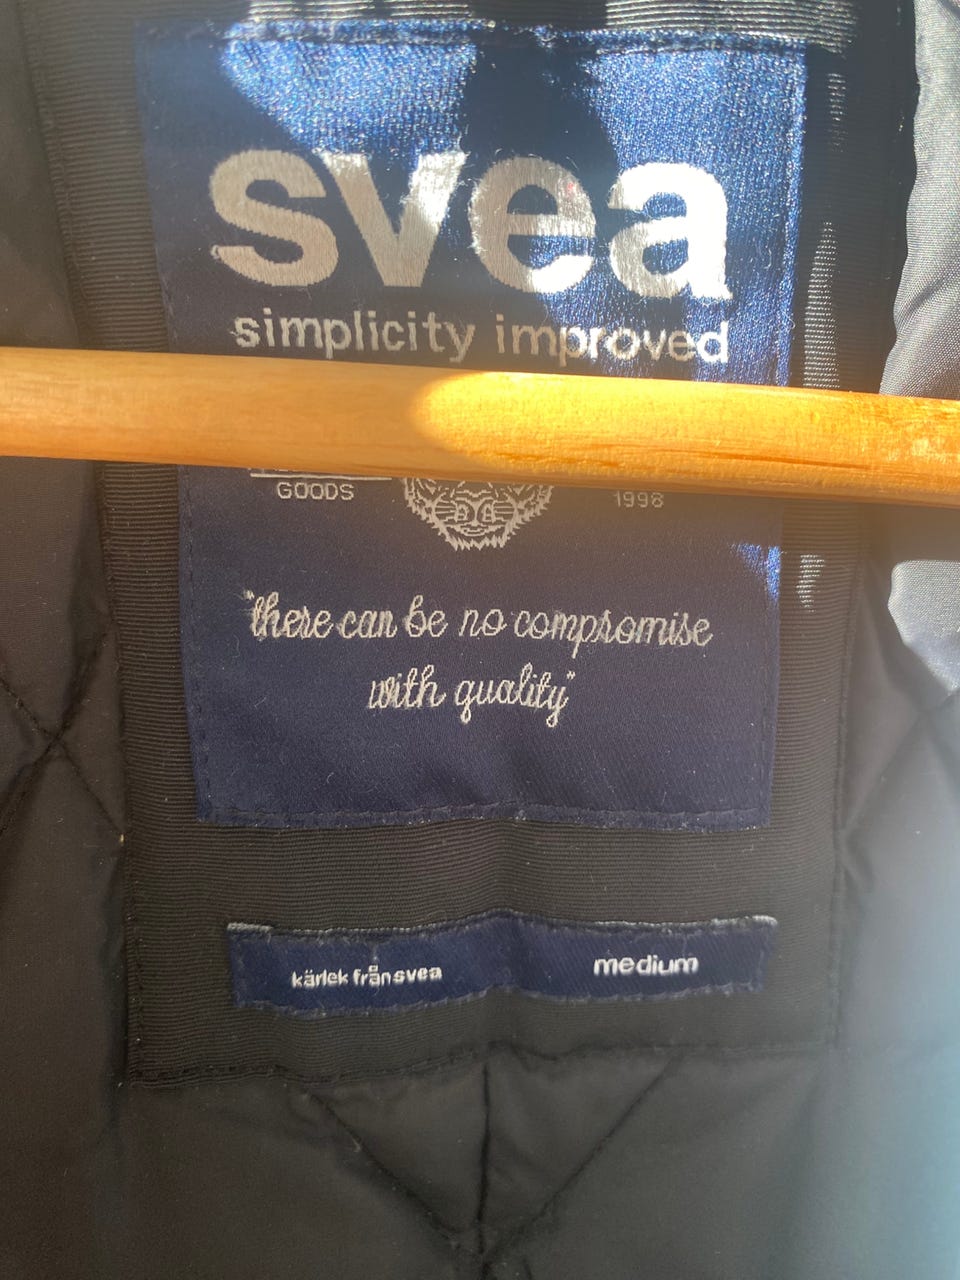 svea
simplicity improved
GOODS
1998
"there can be no compromise
with quality"
kärlek från svea
medium